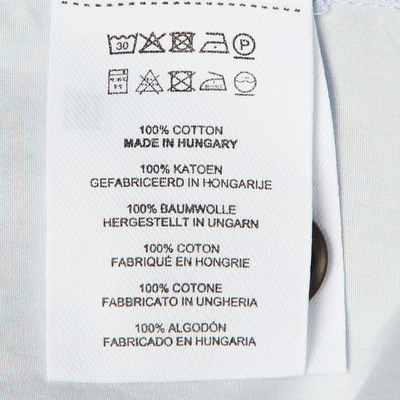 30 P
100% COTTON
MADE IN HUNGARY
100% KATOEN
GEFABRICEERD IN HONGARIJE
100% BAUMWOLLE
HERGESTELLT IN UNGARN
100% COTON
FABRIQUÉ EN HONGRIE
100% COTONE
FABBRICATO IN UNGHERIA
100% ALGODÓN
FABRICADO EN HUNGARIA